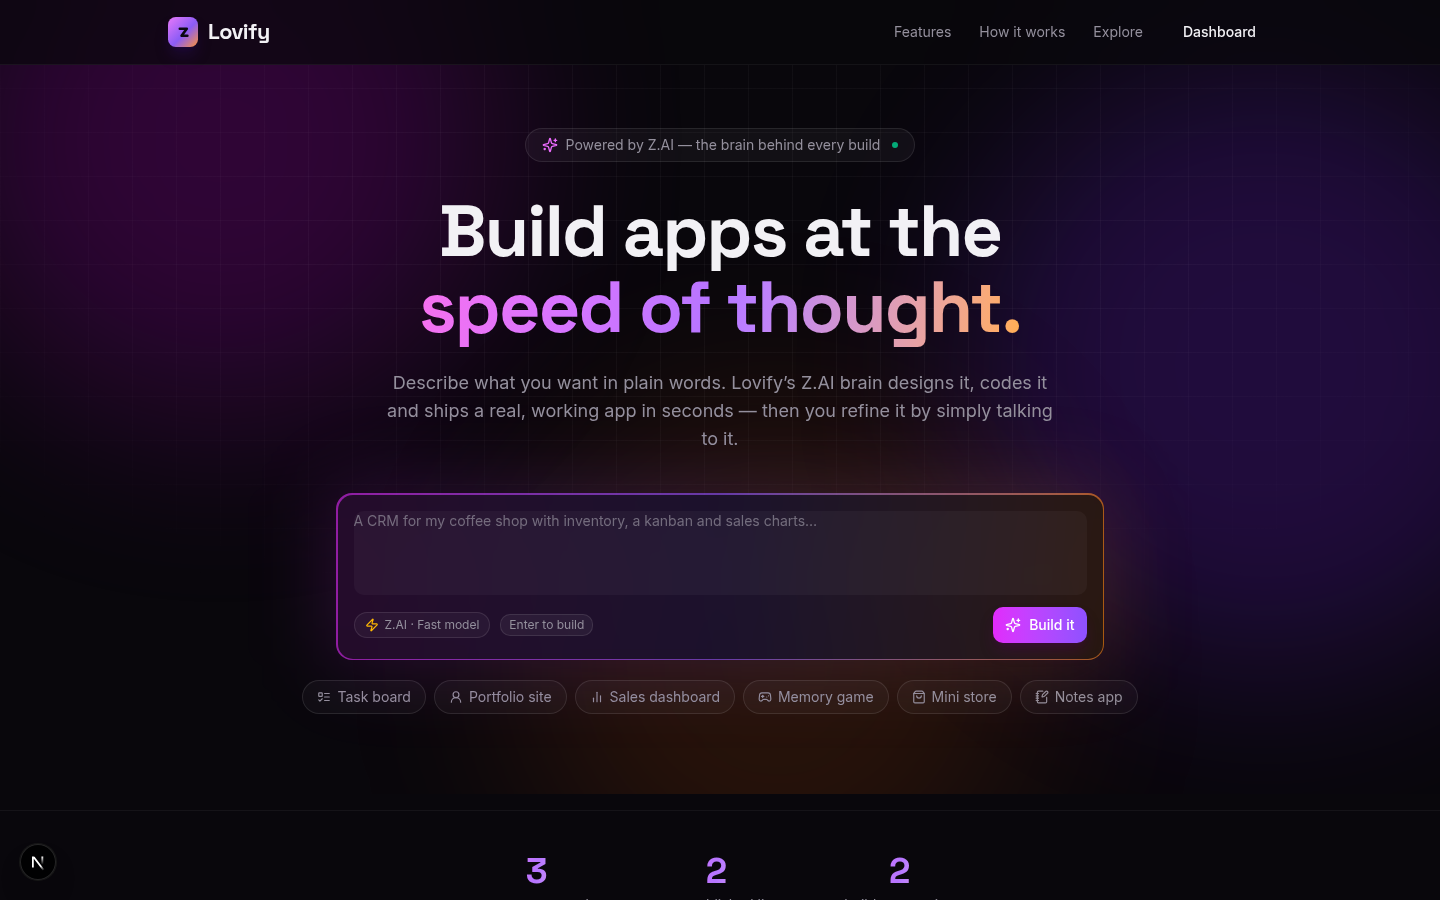 Z Lovify
Features
How it works
Explore
Dashboard
Powered by Z.AI — the brain behind every build
Build apps at the
speed of thought.
Describe what you want in plain words. Lovify’s Z.AI brain designs it, codes it
and ships a real, working app in seconds — then you refine it by simply talking
to it.
A CRM for my coffee shop with inventory, a kanban and sales charts...
Z.AI · Fast model
Enter to build
Build it
Task board
Portfolio site
Sales dashboard
Memory game
Mini store
Notes app
N
3
2
2